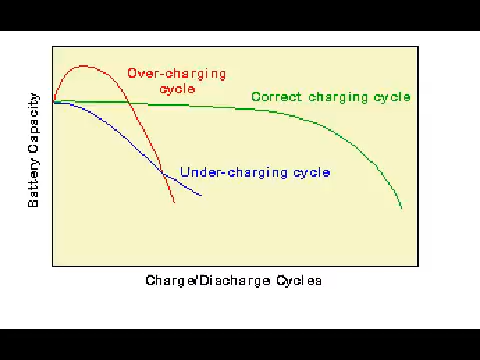 Over-charging
cycle
Correct charging cycle
Under-charging cycle
Battery Capacity
Charge/Discharge Cycles